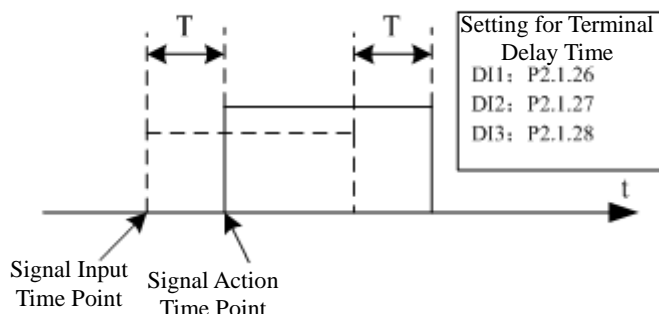 T
T
Setting for Terminal
Delay Time
DI1: P2.1.26
DI2: P2.1.27
DI3: P2.1.28
t
Signal Input
Time Point
Signal Action
Time Point